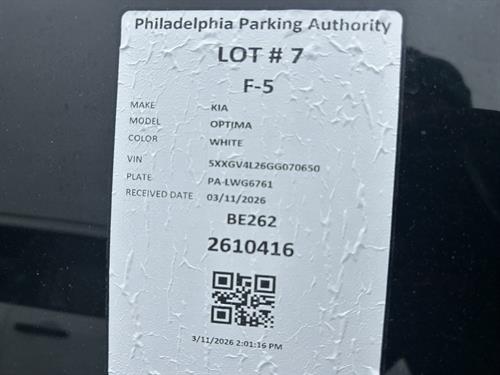 Philadelphia Parking Authority
LOT # 7
F-5
MAKE KIA
MODEL OPTIMA
COLOR WHITE
VIN 5XXGV4L26GG070650
PLATE PA-LWG6761
RECEIVED DATE 03/11/2026
BE262
2610416
3/11/2026 2:01:16 PM